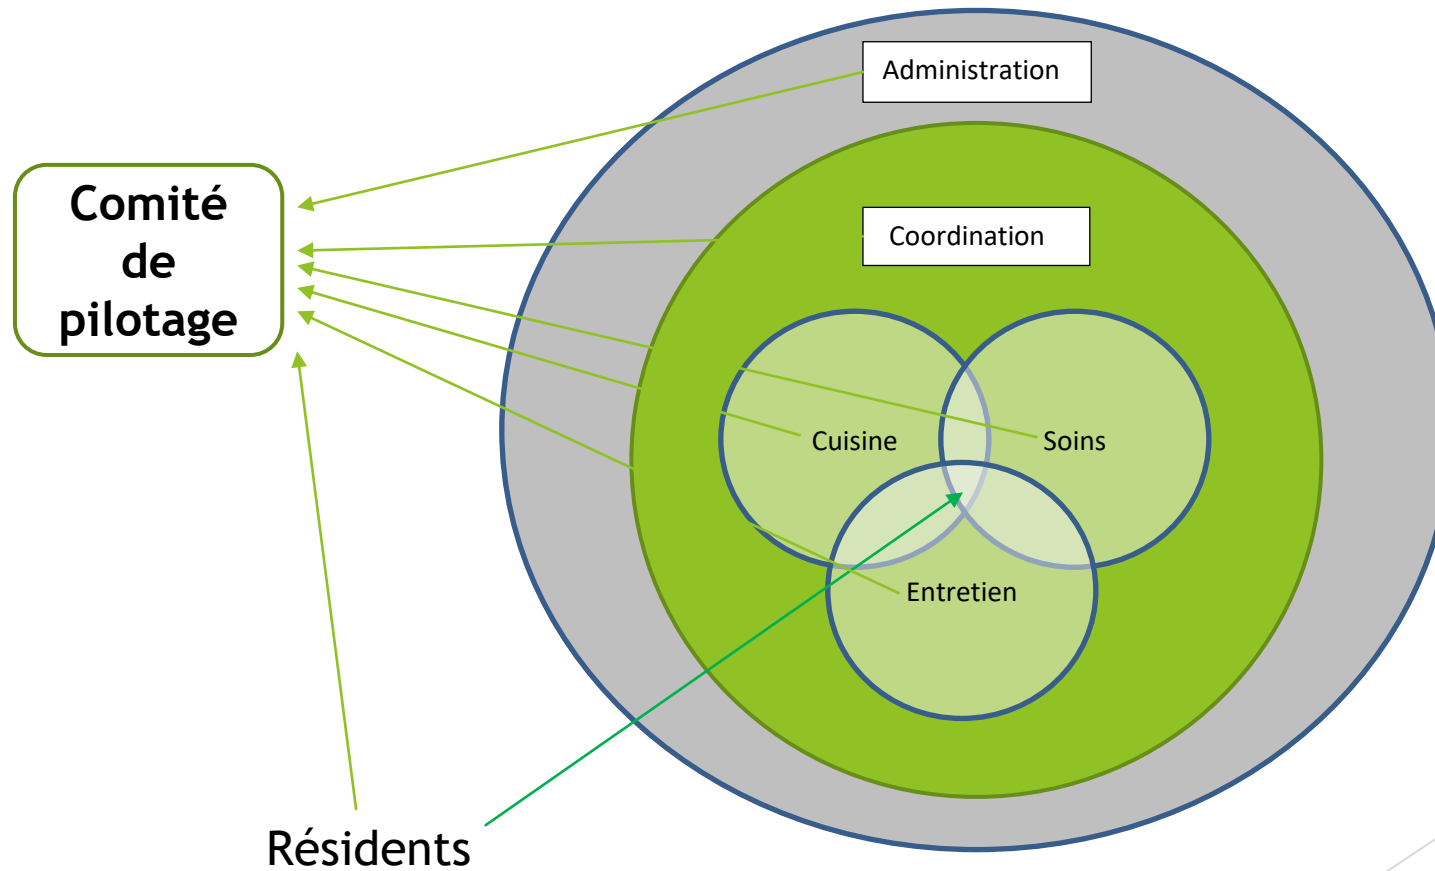 Administration
Comité
de
pilotage
Coordination
Cuisine
Soins
Entretien
Résidents